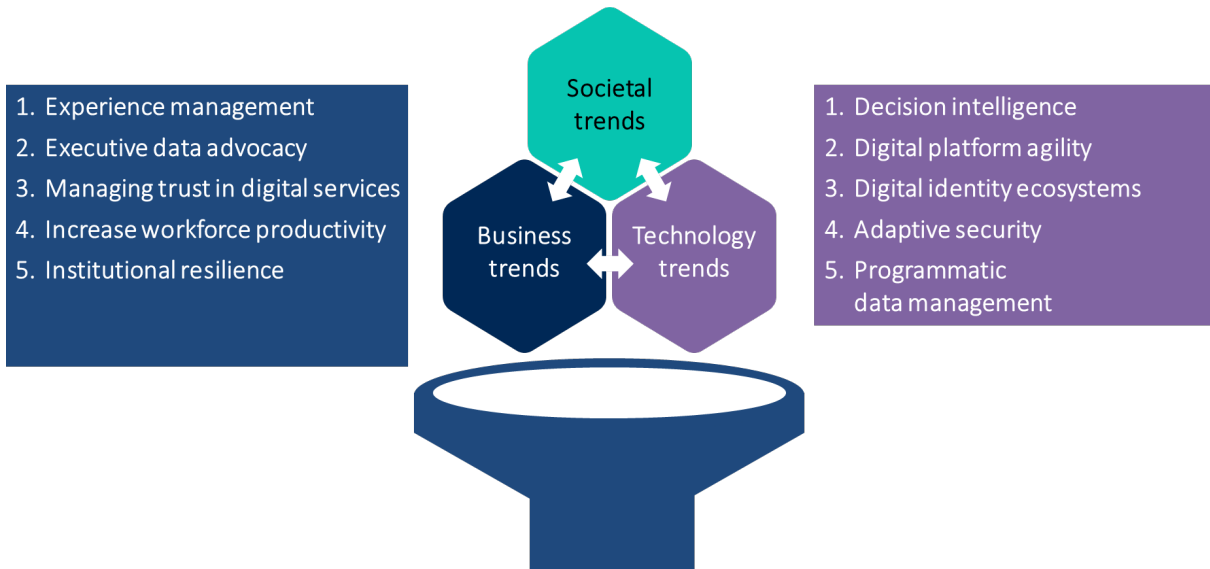 1. Experience management
2. Executive data advocacy
3. Managing trust in digital services
4. Increase workforce productivity
5. Institutional resilience
Societal
trends
Business
trends
Technology
trends
1. Decision intelligence
2. Digital platform agility
3. Digital identity ecosystems
4. Adaptive security
5. Programmatic
data management